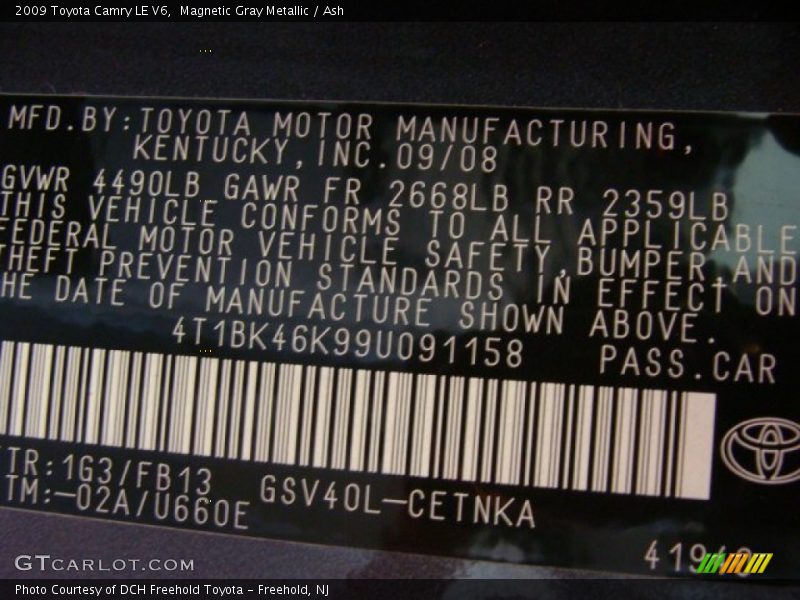 2009 Toyota Camry LE V6,  Magnetic Gray Metallic / Ash
MFD.BY:TOYOTA MOTOR MANUFACTURING,
KENTUCKY,INC.09/08
GVWR 4490LB GAWR FR 2668LB RR 2359LB
THIS VEHICLE CONFORMS TO ALL APPLICABLE
FEDERAL MOTOR VEHICLE SAFETY,BUMPER AND
THEFT PREVENTION STANDARDS IN EFFECT ON
HE DATE OF MANUFACTURE SHOWN ABOVE.
4T1BK46K99U091158 PASS.CAR
TR:1G3/FB13
TM:-02A/U660E GSV40L-CETNKA
GTCARLOT.COM
Photo Courtesy of DCH Freehold Toyota - Freehold, NJ